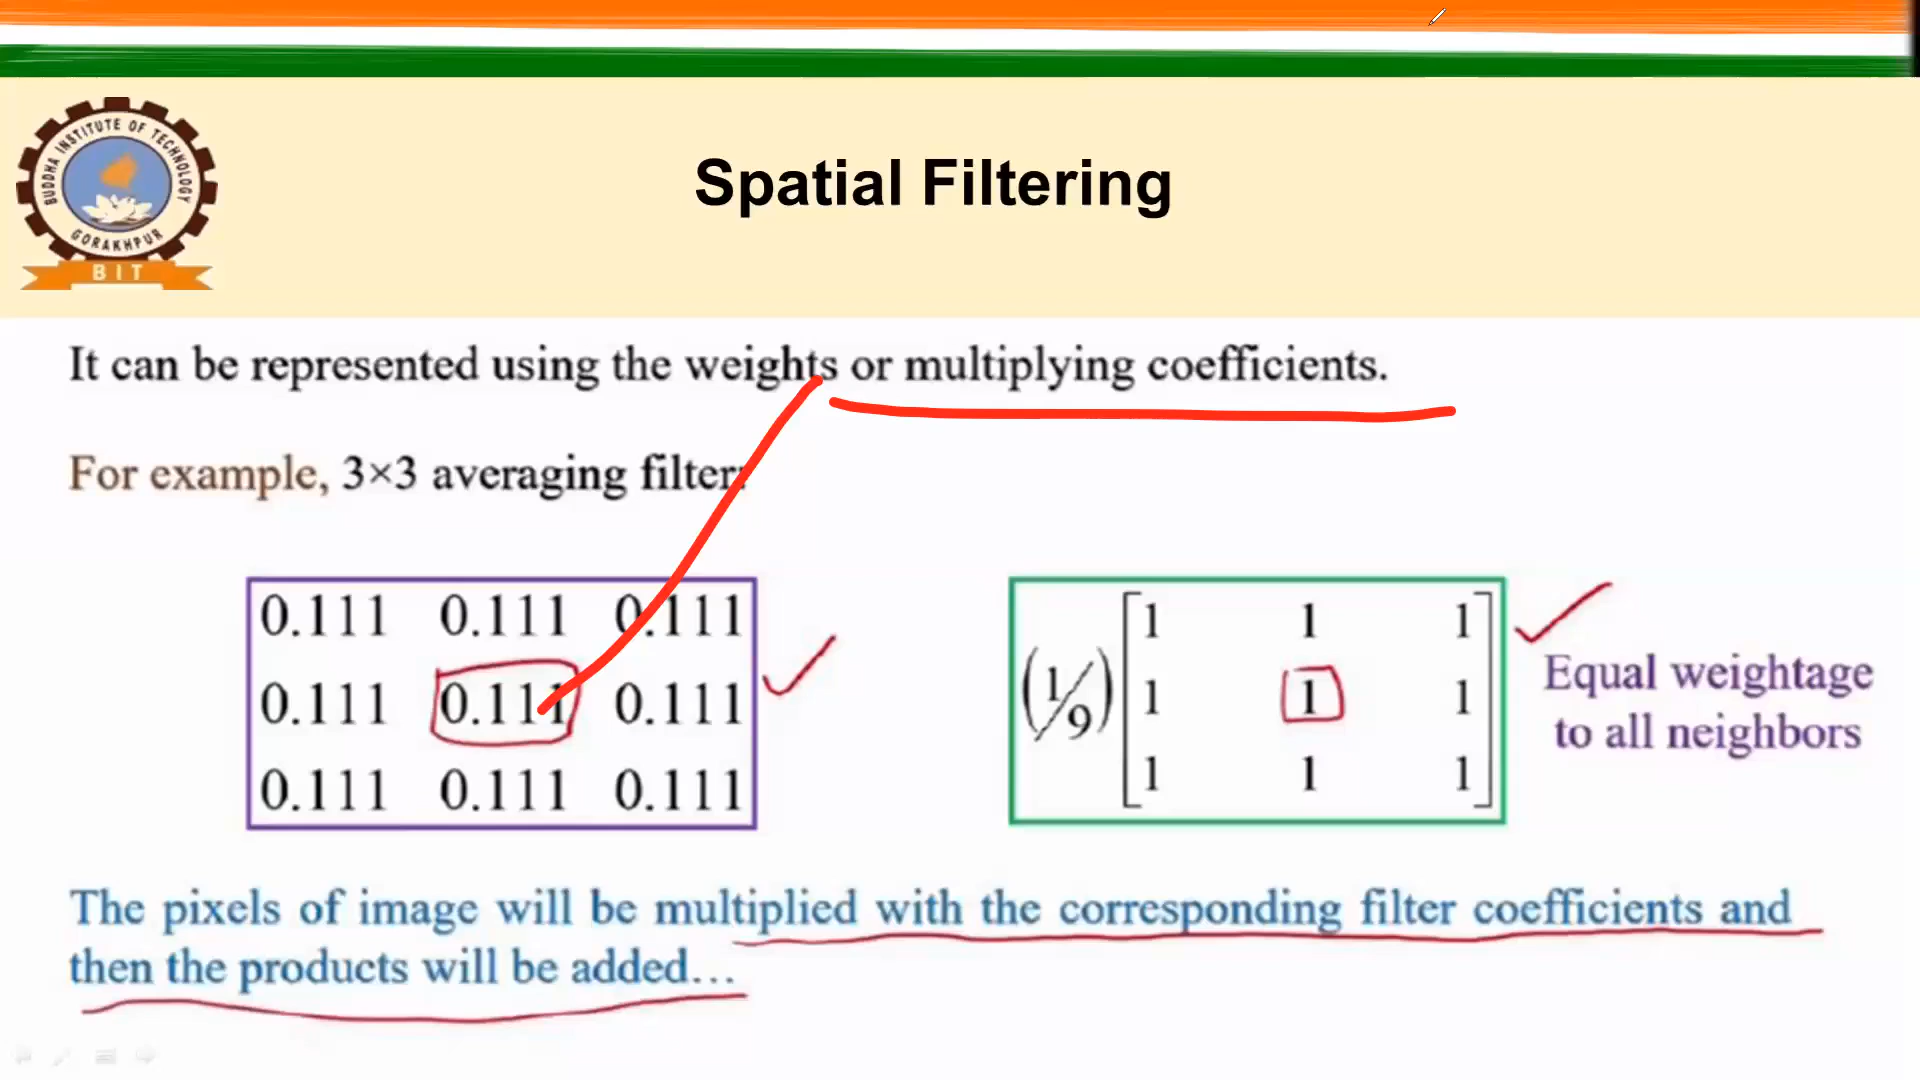 BUDDHA INSTITUTE OF TECHNOLOGY
GORAKHPUR
BIT
Spatial Filtering
It can be represented using the weights or multiplying coefficients.
For example, 3×3 averaging filter:
0.111 0.111 0.111
0.111 0.111 0.111
0.111 0.111 0.111
(1/9)
1 1 1
1 1 1
1 1 1
Equal weightage
to all neighbors
The pixels of image will be multiplied with the corresponding filter coefficients and
then the products will be added...